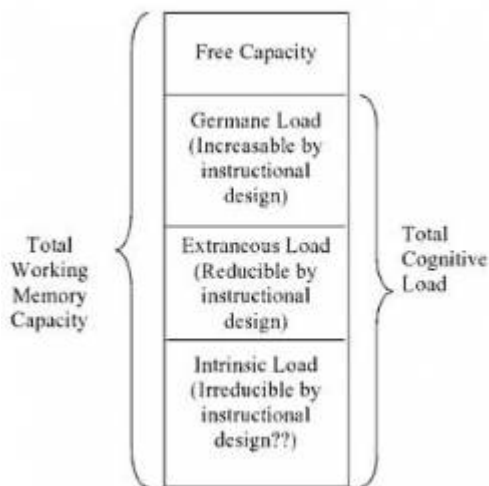 Free Capacity
Germane Load
(Increasable by
instructional
design)
Total
Working
Memory
Capacity
Extraneous Load
(Reducible by
instructional
design)
Total
Cognitive
Load
Intrinsic Load
(Irreducible by
instructional
design??)